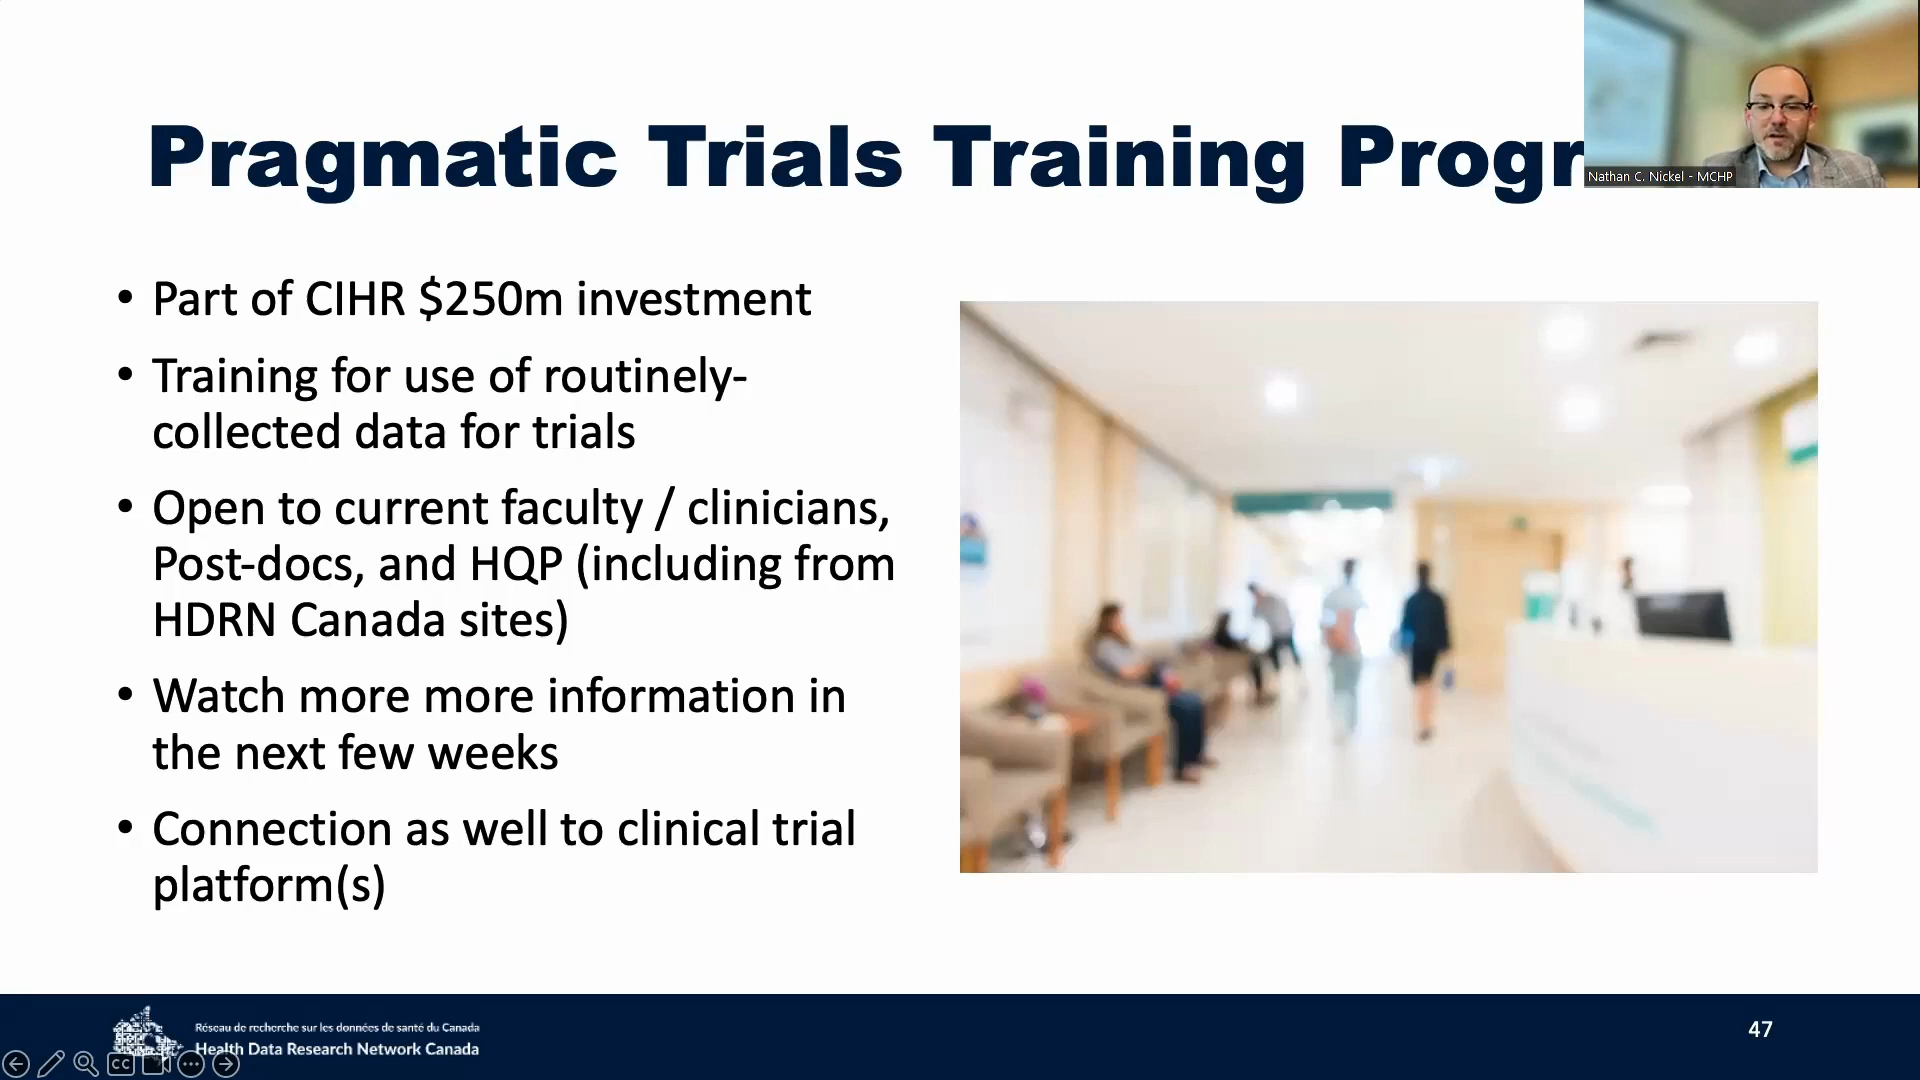 Pragmatic Trials Training Progr
Nathan C. Nickel - MCHP
• Part of CIHR $250m investment
• Training for use of routinely-
collected data for trials
• Open to current faculty / clinicians,
Post-docs, and HQP (including from
HDRN Canada sites)
• Watch more more information in
the next few weeks
• Connection as well to clinical trial
platform(s)
Réseau de recherche sur les données de santé du Canada
Health Data Research Network Canada
47
CC